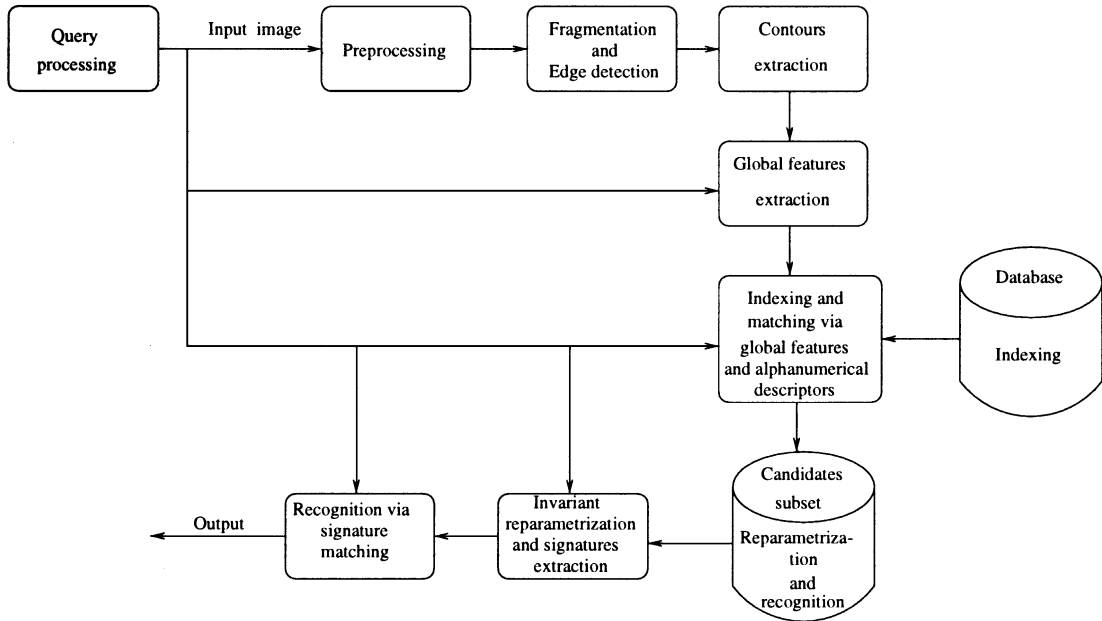 Query
processing
Input image
Preprocessing
Fragmentation
and
Edge detection
Contours
extraction
Global features
extraction
Indexing and
matching via
global features
and alphanumerical
descriptors
Database
Indexing
Candidates
subset
Reparametriza-
tion
and
recognition
Invariant
reparametrization
and signatures
extraction
Recognition via
signature
matching
Output